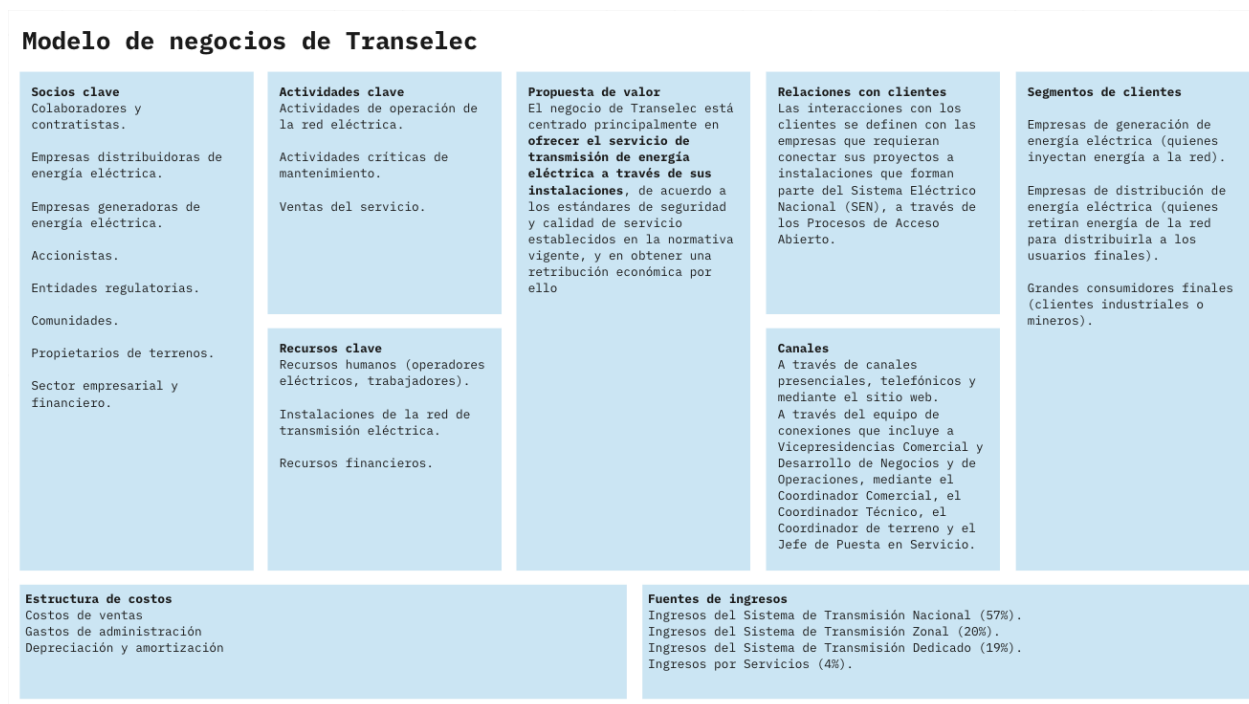 Modelo de negocios de Transelec
Socios clave
Colaboradores y
contratistas.
Empresas distribuidoras de
energía eléctrica.
Empresas generadoras de
energía eléctrica.
Accionistas.
Entidades regulatorias.
Comunidades.
Propietarios de terrenos.
Sector empresarial y
financiero.
Actividades clave
Actividades de operación de
la red eléctrica.
Actividades críticas de
mantenimiento.
Ventas del servicio.
Recursos clave
Recursos humanos (operadores
eléctricos, trabajadores).
Instalaciones de la red de
transmisión eléctrica.
Recursos financieros.
Propuesta de valor
El negocio de Transelec está
centrado principalmente en
ofrecer el servicio de
transmisión de energía
eléctrica a través de sus
instalaciones, de acuerdo a
los estándares de seguridad
y calidad de servicio
establecidos en la normativa
vigente, y en obtener una
retribución económica por
ello
Relaciones con clientes
Las interacciones con los
clientes se definen con las
empresas que requieran
conectar sus proyectos a
instalaciones que forman
parte del Sistema Eléctrico
Nacional (SEN), a través de
los Procesos de Acceso
Abierto.
Canales
A través de canales
presenciales, telefónicos y
mediante el sitio web.
A través del equipo de
conexiones que incluye a
Vicepresidencias Comercial y
Desarrollo de Negocios y de
Operaciones, mediante el
Coordinador Comercial, el
Coordinador Técnico, el
Coordinador de terreno y el
Jefe de Puesta en Servicio.
Segmentos de clientes
Empresas de generación de
energía eléctrica (quienes
inyectan energía a la red).
Empresas de distribución de
energía eléctrica (quienes
retiran energía de la red
para distribuirla a los
usuarios finales).
Grandes consumidores finales
(clientes industriales o
mineros).
Estructura de costos
Costos de ventas
Gastos de administración
Depreciación y amortización
Fuentes de ingresos
Ingresos del Sistema de Transmisión Nacional (57%).
Ingresos del Sistema de Transmisión Zonal (20%).
Ingresos del Sistema de Transmisión Dedicado (19%).
Ingresos por Servicios (4%).